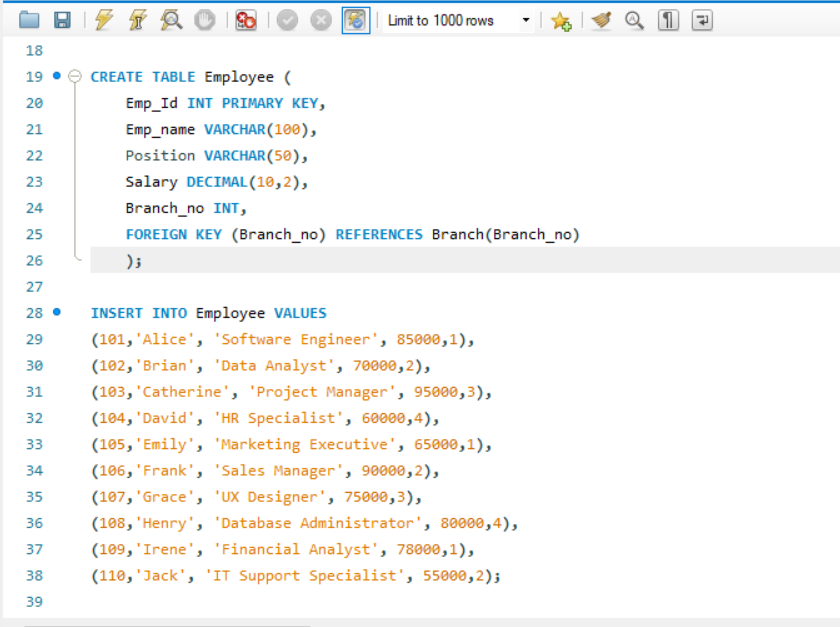 Limit to 1000 rows
18
19 CREATE TABLE Employee (
20 Emp_Id INT PRIMARY KEY,
21 Emp_name VARCHAR(100),
22 Position VARCHAR(50),
23 Salary DECIMAL(10,2),
24 Branch_no INT,
25 FOREIGN KEY (Branch_no) REFERENCES Branch(Branch_no)
26 );
27
28 INSERT INTO Employee VALUES
29 (101,'Alice', 'Software Engineer', 85000,1),
30 (102,'Brian', 'Data Analyst', 70000,2),
31 (103,'Catherine', 'Project Manager', 95000,3),
32 (104,'David', 'HR Specialist', 60000,4),
33 (105,'Emily', 'Marketing Executive', 65000,1),
34 (106,'Frank', 'Sales Manager', 90000,2),
35 (107,'Grace', 'UX Designer', 75000,3),
36 (108,'Henry', 'Database Administrator', 80000,4),
37 (109,'Irene', 'Financial Analyst', 78000,1),
38 (110,'Jack', 'IT Support Specialist', 55000,2);
39